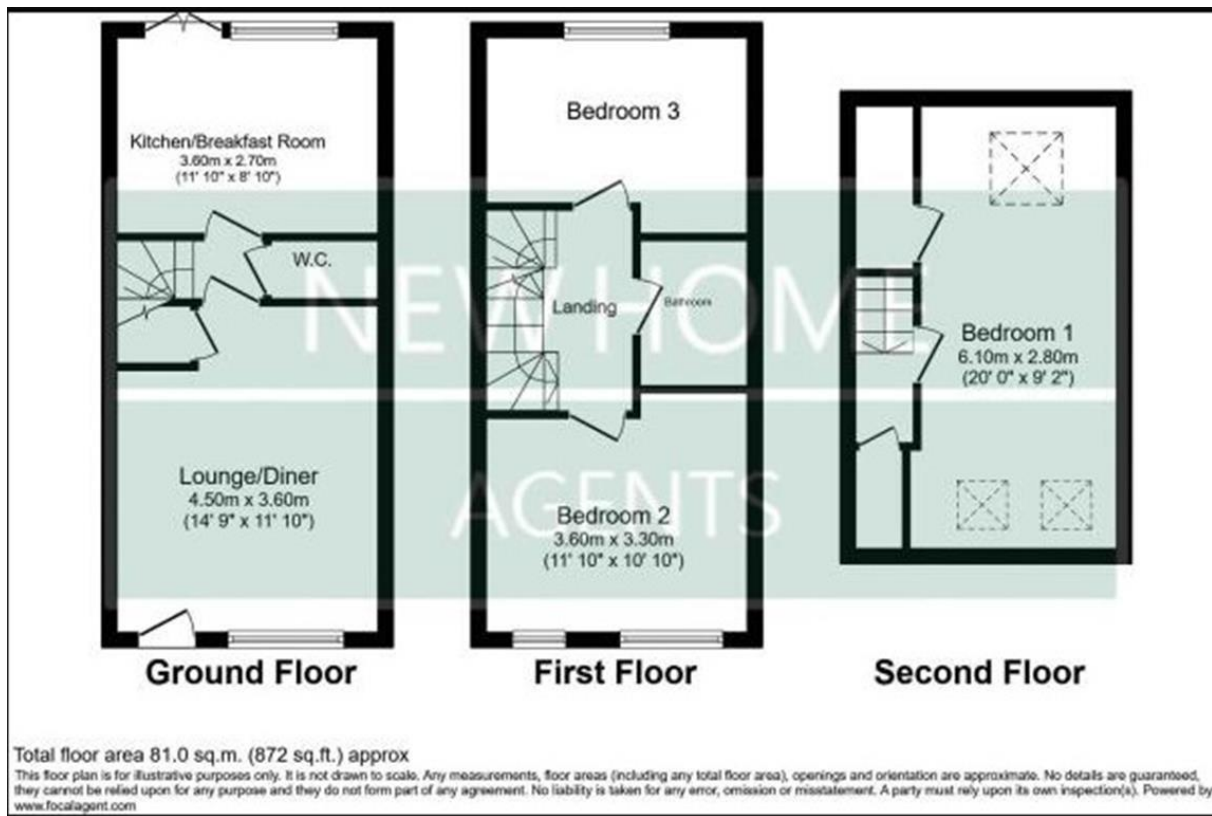 Kitchen/Breakfast Room
3.60m x 2.70m
(11' 10" x 8' 10")
W.C.
Lounge/Diner
4.50m x 3.60m
(14' 9" x 11' 10")
Ground Floor
Bedroom 3
Landing
Bathroom
Bedroom 2
3.60m x 3.30m
(11' 10" x 10' 10")
First Floor
Bedroom 1
6.10m x 2.80m
(20' 0" x 9' 2")
Second Floor
NEW HOME
AGENTS
Total floor area 81.0 sq.m. (872 sq.ft.) approx
This floor plan is for illustrative purposes only. It is not drawn to scale. Any measurements, floor areas (including any total floor area), openings and orientation are approximate. No details are guaranteed,
they cannot be relied upon for any purpose and they do not form part of any agreement. No liability is taken for any error, omission or misstatement. A party must rely upon its own inspection(s). Powered by
www.focalagent.com